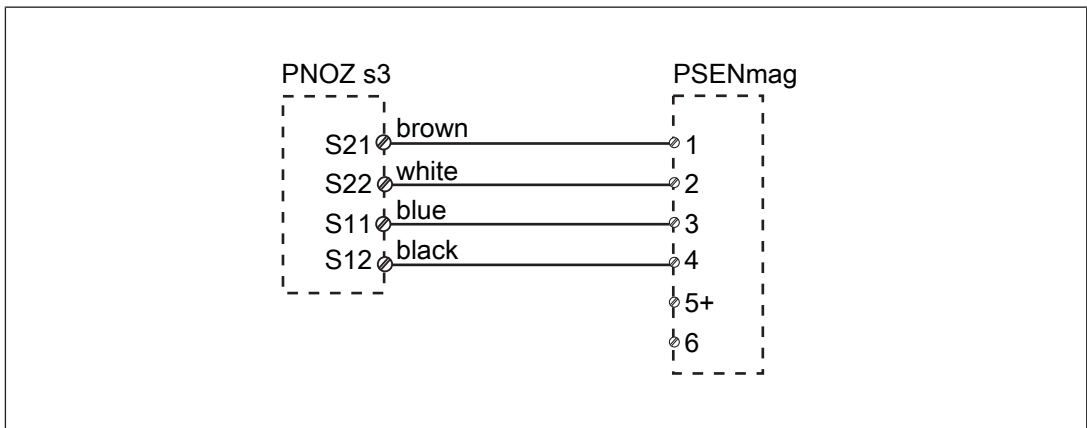 PNOZ s3 PSENmag
S21 brown 1
S22 white 2
S11 blue 3
S12 black 4
5+
6